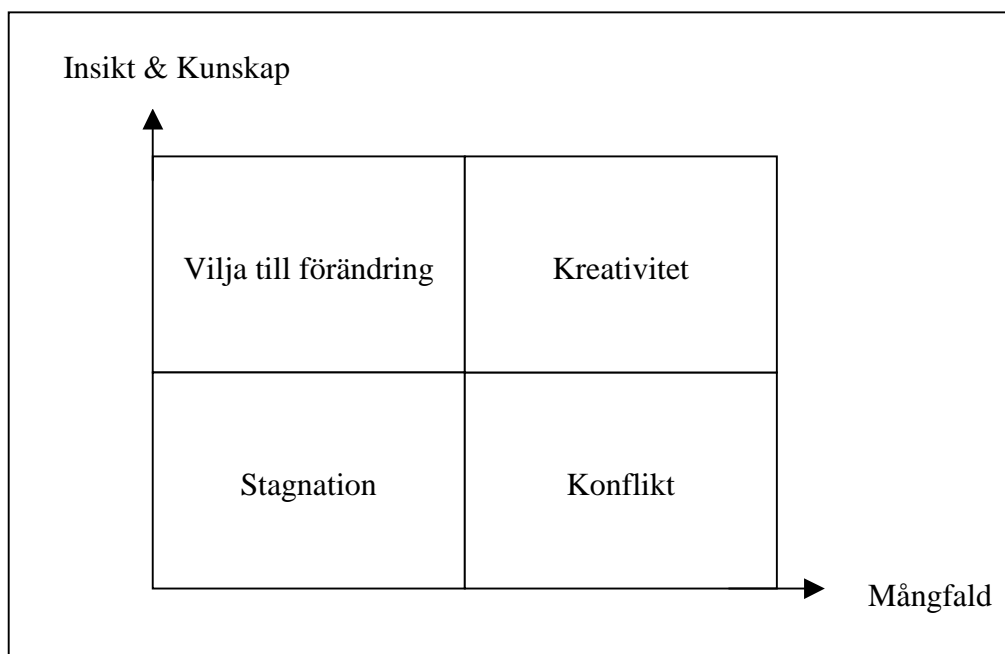 Insikt & Kunskap
Vilja till förändring
Kreativitet
Stagnation
Konflikt
Mångfald